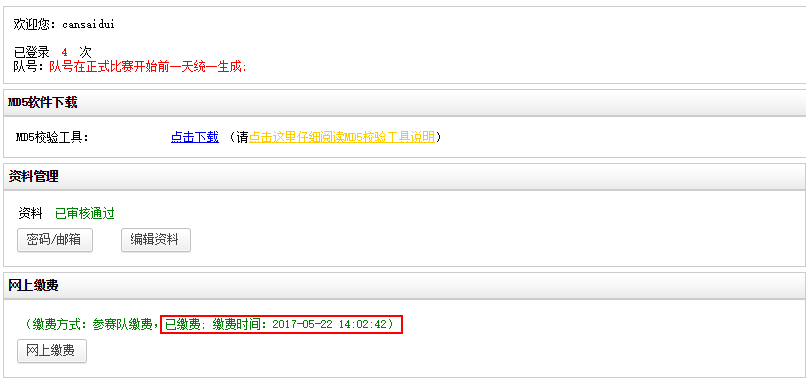 欢迎您：cansaidui
已登录 4 次
队号：队号在正式比赛开始前一天统一生成;
MD5软件下载
MD5校验工具： 点击下载 （请点击这里仔细阅读MD5校验工具说明）
资料管理
资料 已审核通过
密码/邮箱 编辑资料
网上缴费
（缴费方式：参赛队缴费，已缴费; 缴费时间：2017-05-22 14:02:42）
网上缴费